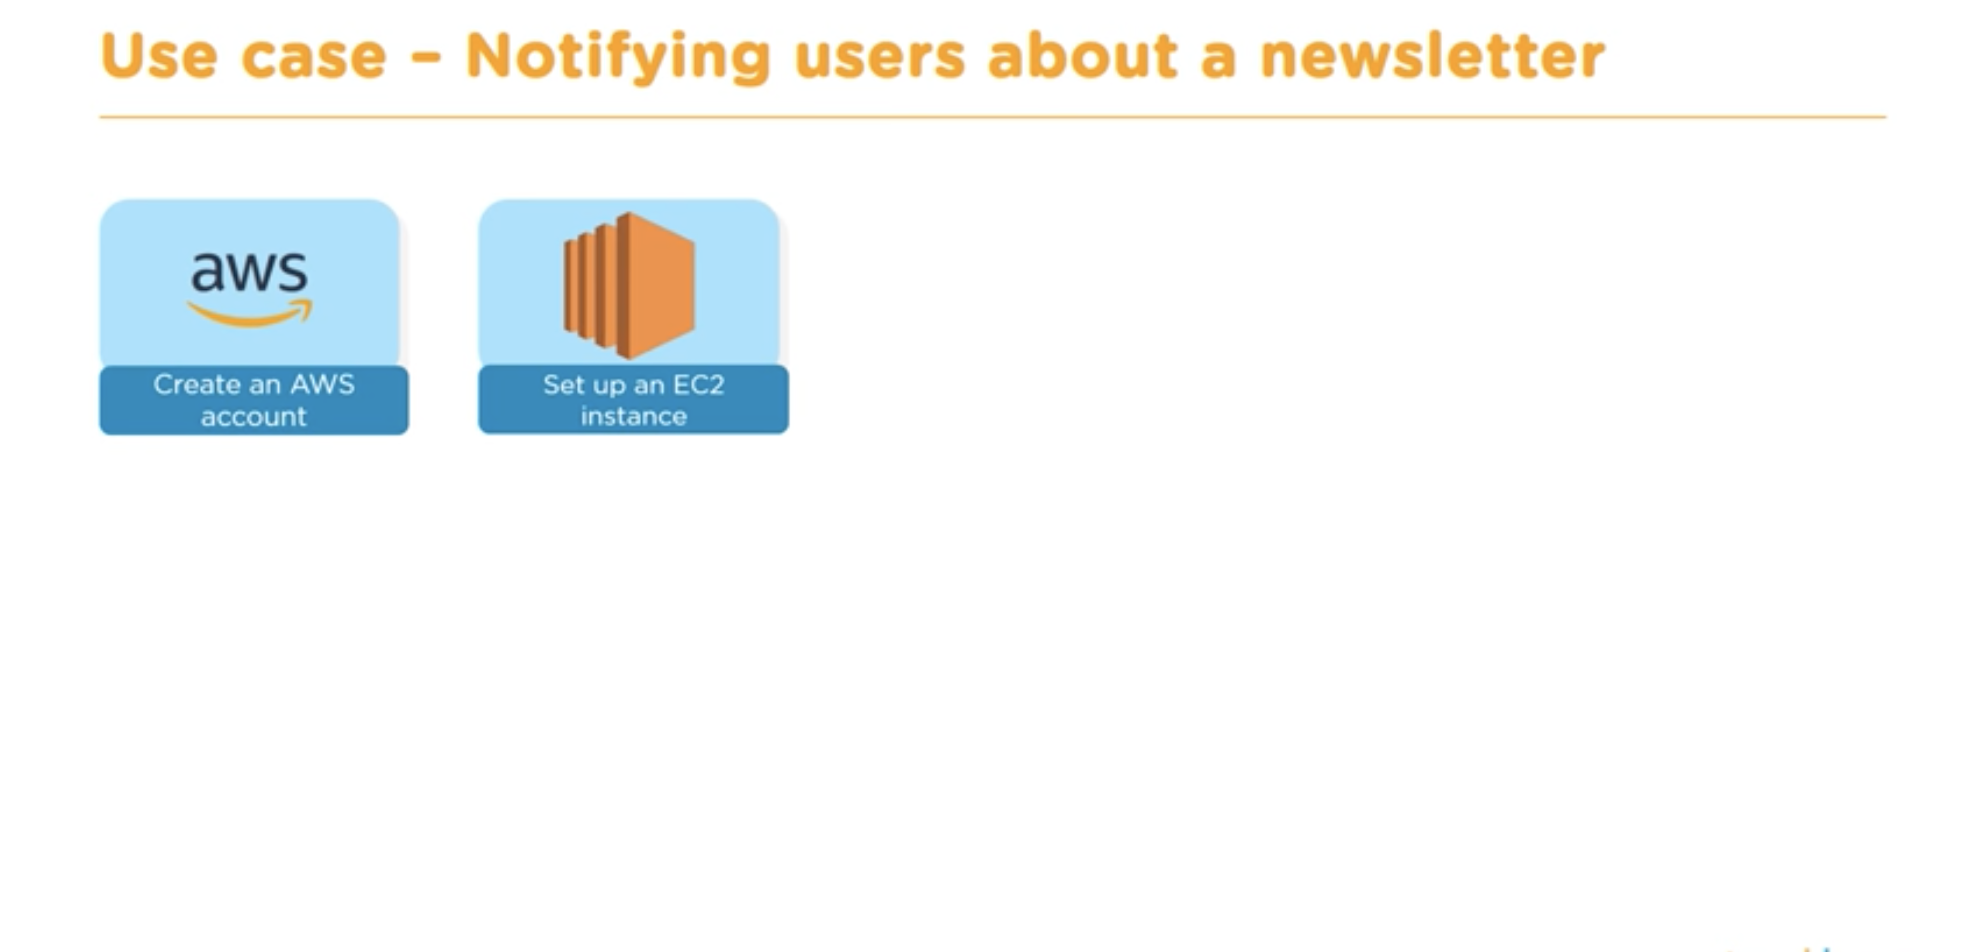 Use case – Notifying users about a newsletter
aws
Create an AWS
account
Set up an EC2
instance